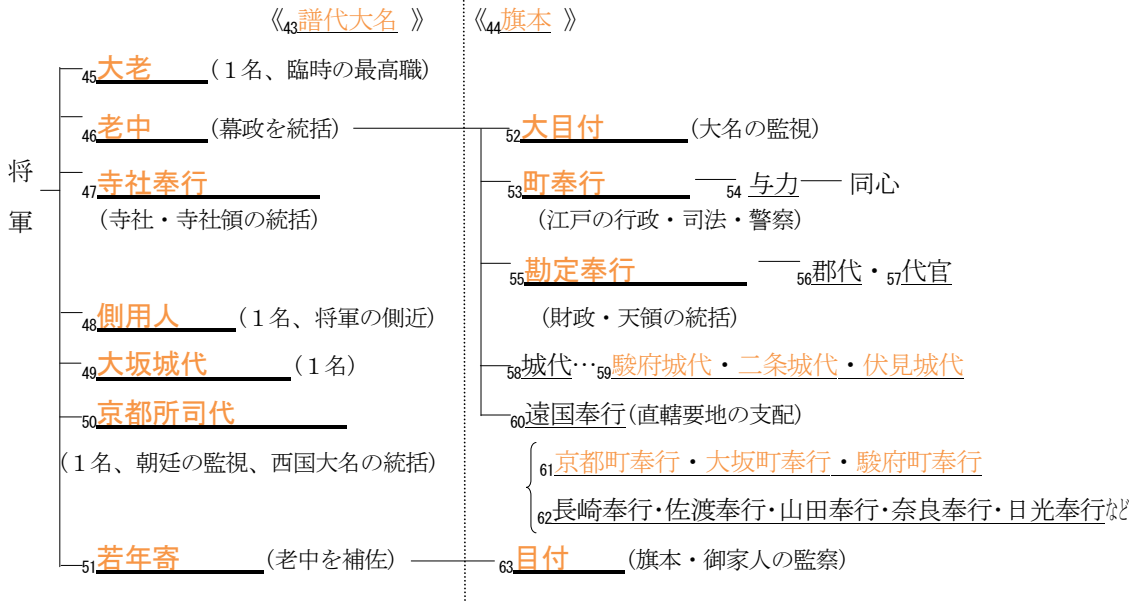 《43譜代大名 》 《44旗本 》
45大老 (1名、臨時の最高職)
46老中 (幕政を統括) 52大目付 (大名の監視)
将軍
47寺社奉行 53町奉行 54 与力 同心
(寺社・寺社領の統括) (江戸の行政・司法・警察)
55勘定奉行 56郡代・57代官
48側用人 (1名、将軍の側近) (財政・天領の統括)
49大坂城代 (1名) 58城代…59駿府城代・二条城代・伏見城代
50京都所司代 60遠国奉行(直轄要地の支配)
(1名、朝廷の監視、西国大名の統括) 61京都町奉行・大坂町奉行・駿府町奉行
62長崎奉行・佐渡奉行・山田奉行・奈良奉行・日光奉行など
51若年寄 (老中を補佐) 63目付 (旗本・御家人の監察)